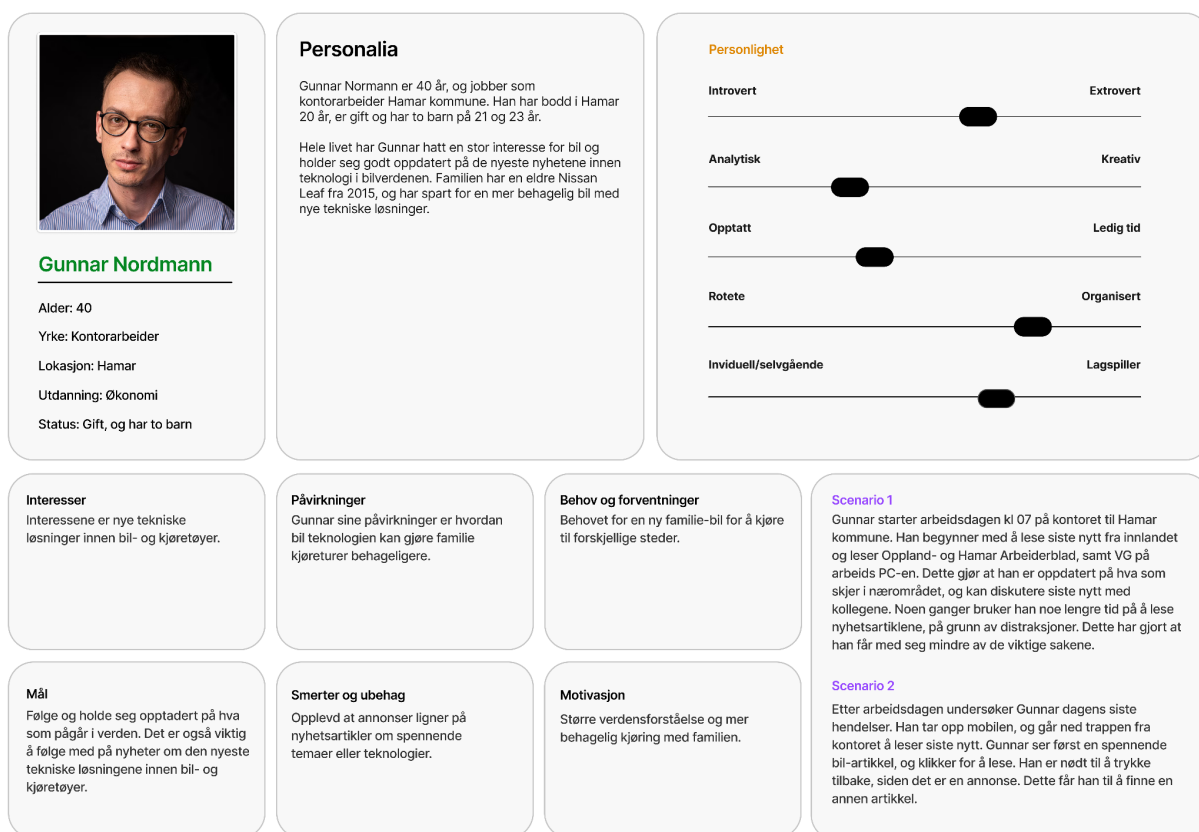 Gunnar Nordmann
Alder: 40
Yrke: Kontorarbeider
Lokasjon: Hamar
Utdanning: Økonomi
Status: Gift, og har to barn
Personalia
Gunnar Normann er 40 år, og jobber som
kontorarbeider Hamar kommune. Han har bodd i Hamar
20 år, er gift og har to barn på 21 og 23 år.
Hele livet har Gunnar hatt en stor interesse for bil og
holder seg godt oppdatert på de nyeste nyhetene innen
teknologi i bilverdenen. Familien har en eldre Nissan
Leaf fra 2015, og har spart for en mer behagelig bil med
nye tekniske løsninger.
Personlighet
Introvert Extrovert
Analytisk Kreativ
Opptatt Ledig tid
Rotete Organisert
Inviduell/selvgående Lagspiller
Interesser
Interessene er nye tekniske
løsninger innen bil- og kjøretøyer.
Påvirkninger
Gunnar sine påvirkninger er hvordan
bil teknologien kan gjøre familie
kjøreturer behageligere.
Behov og forventninger
Behovet for en ny familie-bil for å kjøre
til forskjellige steder.
Mål
Følge og holde seg opptadert på hva
som pågår i verden. Det er også viktig
å følge med på nyheter om den nyeste
tekniske løsningene innen bil- og
kjøretøyer.
Smerter og ubehag
Opplevd at annonser ligner på
nyhetsartikler om spennende
temaer eller teknologier.
Motivasjon
Større verdensforståelse og mer
behagelig kjøring med familien.
Scenario 1
Gunnar starter arbeidsdagen kl 07 på kontoret til Hamar
kommune. Han begynner med å lese siste nytt fra innlandet
og leser Oppland- og Hamar Arbeiderblad, samt VG på
arbeids PC-en. Dette gjør at han er oppdatert på hva som
skjer i nærområdet, og kan diskutere siste nytt med
kollegene. Noen ganger bruker han noe lengre tid på å lese
nyhetsartiklene, på grunn av distraksjoner. Dette har gjort at
han får med seg mindre av de viktige sakene.
Scenario 2
Etter arbeidsdagen undersøker Gunnar dagens siste
hendelser. Han tar opp mobilen, og går ned trappen fra
kontoret å leser siste nytt. Gunnar ser først en spennende
bil-artikkel, og klikker for å lese. Han er nødt til å trykke
tilbake, siden det er en annonse. Dette får han til å finne en
annen artikkel.